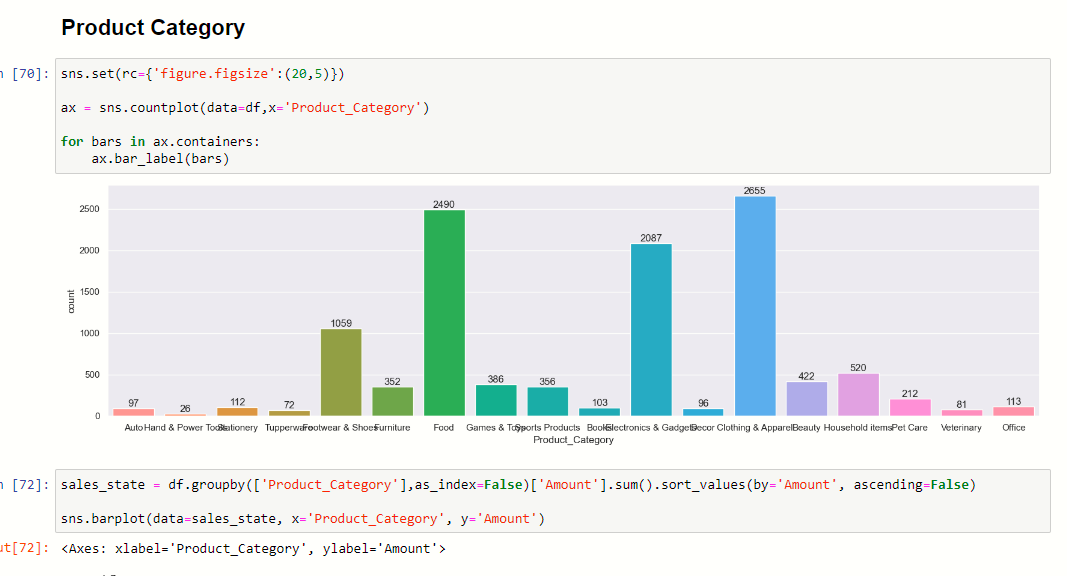 Product Category
n [70]:
sns.set(rc={'figure.figsize':(20,5)})
ax = sns.countplot(data=df,x='Product_Category')
for bars in ax.containers:
    ax.bar_label(bars)
2655
2490
2500
2087
2000
1500
count
1059
1000
500
520
422
386
356
352
212
97
26
112
72
103
96
81
113
0
Auto Hand & Power Tools Stationery Tupperware Footwear & Shoes Furniture Food Games & Toys Sports Products Books Electronics & Gadgets Decor Clothing & Apparel Beauty Household items Pet Care Veterinary Office
Product_Category
n [72]:
sales_state = df.groupby(['Product_Category'],as_index=False)['Amount'].sum().sort_values(by='Amount', ascending=False)
sns.barplot(data=sales_state, x='Product_Category', y='Amount')
ut[72]:
<Axes: xlabel='Product_Category', ylabel='Amount'>